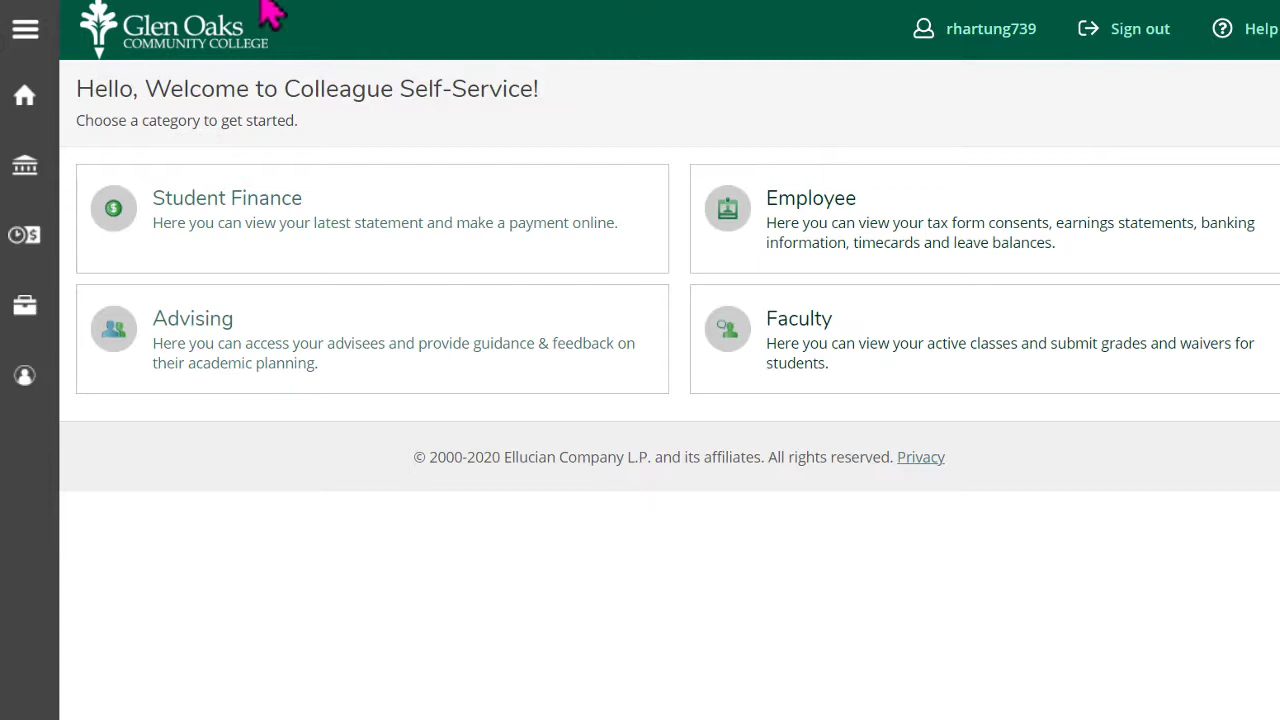 Glen Oaks
COMMUNITY COLLEGE
rhartung739
Sign out
Help
Hello, Welcome to Colleague Self-Service!
Choose a category to get started.
Student Finance
Here you can view your latest statement and make a payment online.
Employee
Here you can view your tax form consents, earnings statements, banking
information, timecards and leave balances.
Advising
Here you can access your advisees and provide guidance & feedback on
their academic planning.
Faculty
Here you can view your active classes and submit grades and waivers for
students.
© 2000-2020 Ellucian Company L.P. and its affiliates. All rights reserved. Privacy